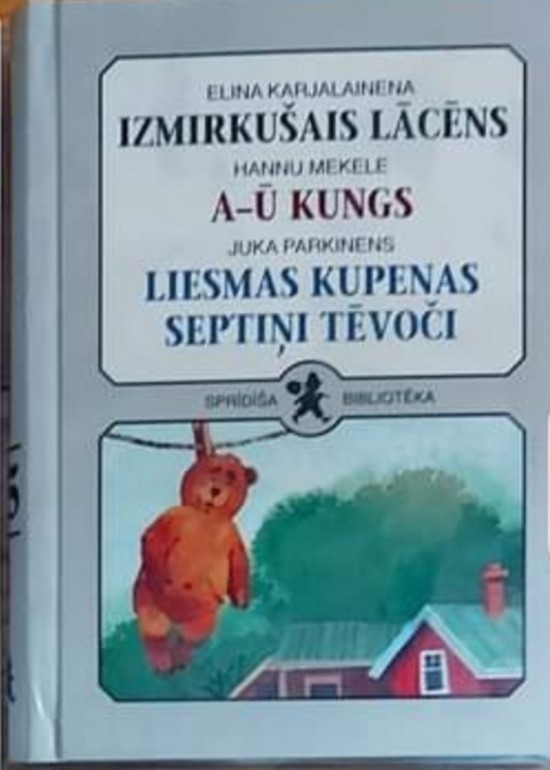 ELINA KARJALAINENA
IZMIRKUŠAIS LĀCĒNS
HANNU MEKELE
A–Ū KUNGS
JUKA PARKINENS
LIESMAS KUPENAS
SEPTIŅI TĒVOČI
SPRĪDĪŠA BIBLIOTĒKA